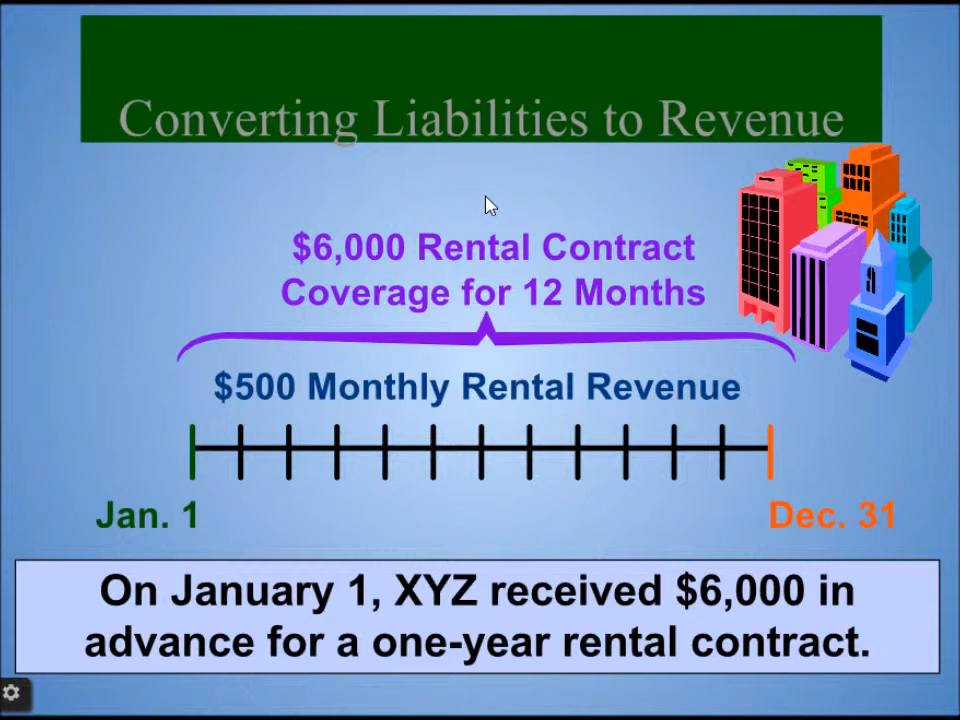 Converting Liabilities to Revenue
$6,000 Rental Contract
Coverage for 12 Months
$500 Monthly Rental Revenue
Jan. 1
Dec. 31
On January 1, XYZ received $6,000 in
advance for a one-year rental contract.